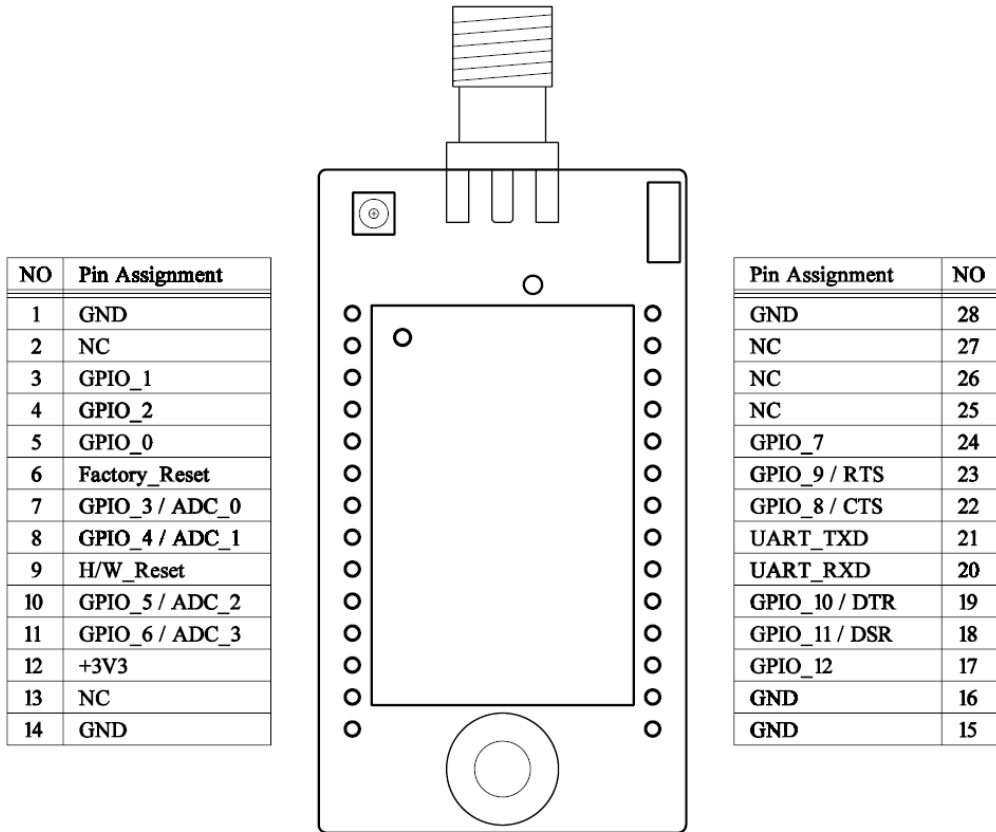 NO Pin Assignment
1 GND
2 NC
3 GPIO_1
4 GPIO_2
5 GPIO_0
6 Factory_Reset
7 GPIO_3 / ADC_0
8 GPIO_4 / ADC_1
9 H/W_Reset
10 GPIO_5 / ADC_2
11 GPIO_6 / ADC_3
12 +3V3
13 NC
14 GND
Pin Assignment NO
GND 28
NC 27
NC 26
NC 25
GPIO_7 24
GPIO_9 / RTS 23
GPIO_8 / CTS 22
UART_TXD 21
UART_RXD 20
GPIO_10 / DTR 19
GPIO_11 / DSR 18
GPIO_12 17
GND 16
GND 15